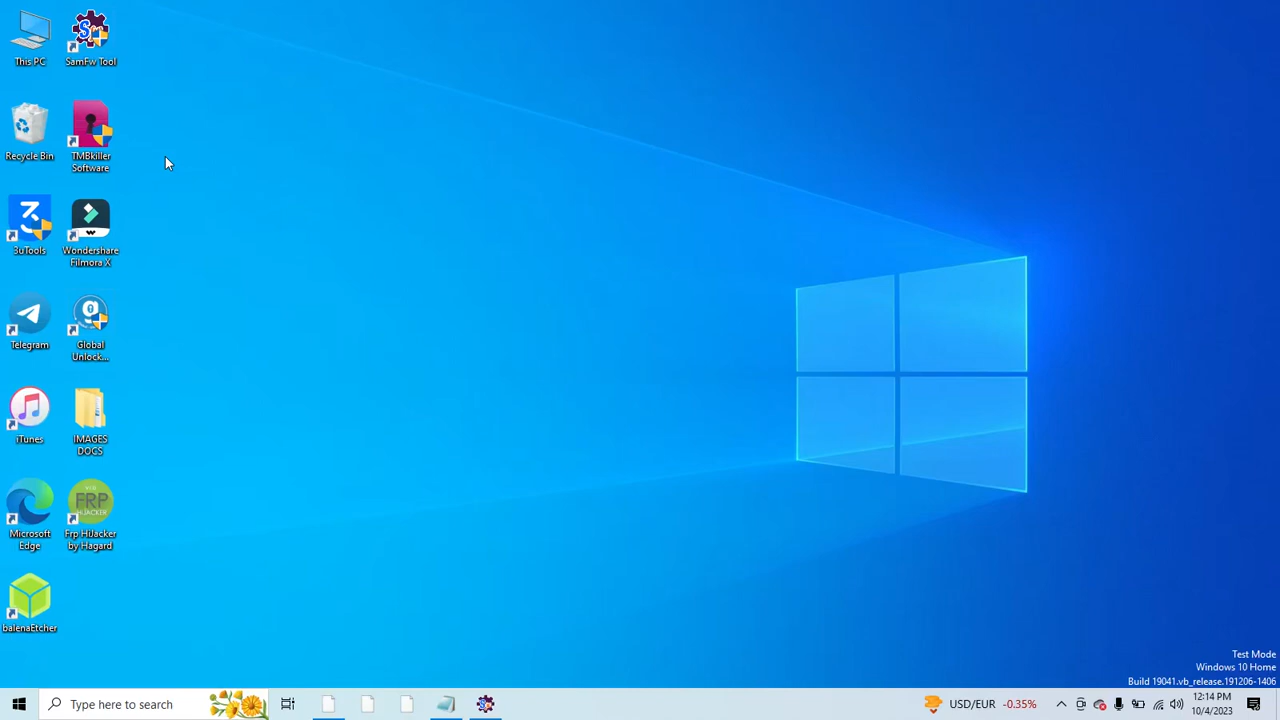 This PC
SamFw Tool
Recycle Bin
TMBkiller
Software
3uTools
Wondershare
Filmora X
Telegram
Global
Unlock...
iTunes
IMAGES
DOCS
Microsoft
Edge
FRP
Frp HiJacker
by Hagard
balenaEtcher
Test Mode
Windows 10 Home
Build 19041.vb_release.191206-1406
Type here to search
USD/EUR -0.35%
12:14 PM
10/4/2023